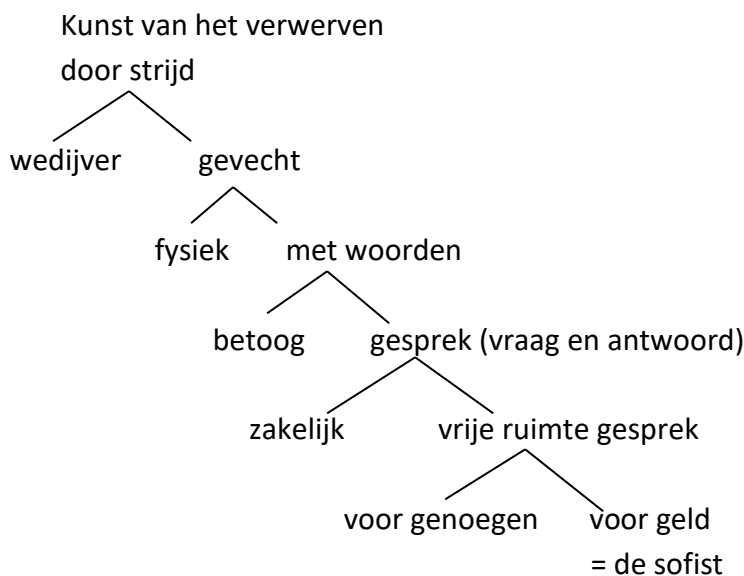 Kunst van het verwerven
door strijd
wedijver gevecht
fysiek met woorden
betoog gesprek (vraag en antwoord)
zakelijk vrije ruimte gesprek
voor genoegen voor geld
= de sofist